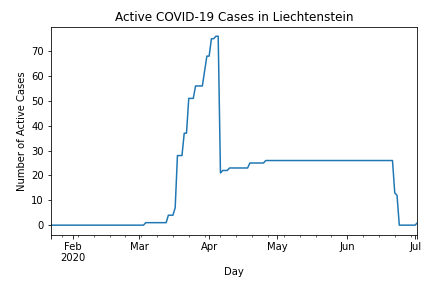 Active COVID-19 Cases in Liechtenstein
Number of Active Cases
70
60
50
40
30
20
10
0
Feb
2020
Mar
Apr
May
Jun
Jul
Day